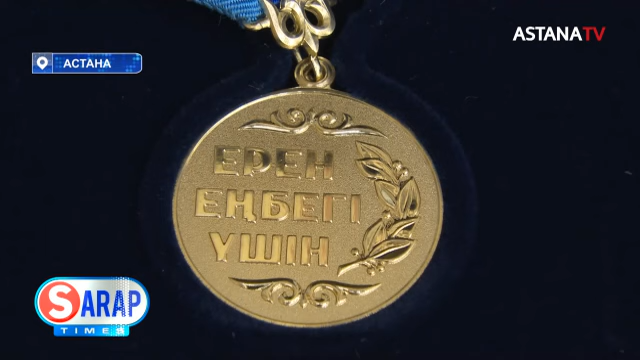 АСТАНА
ASTANATV
ЕРЕН
ЕҢБЕГІ
ҮШІН
SARAP
TIMES